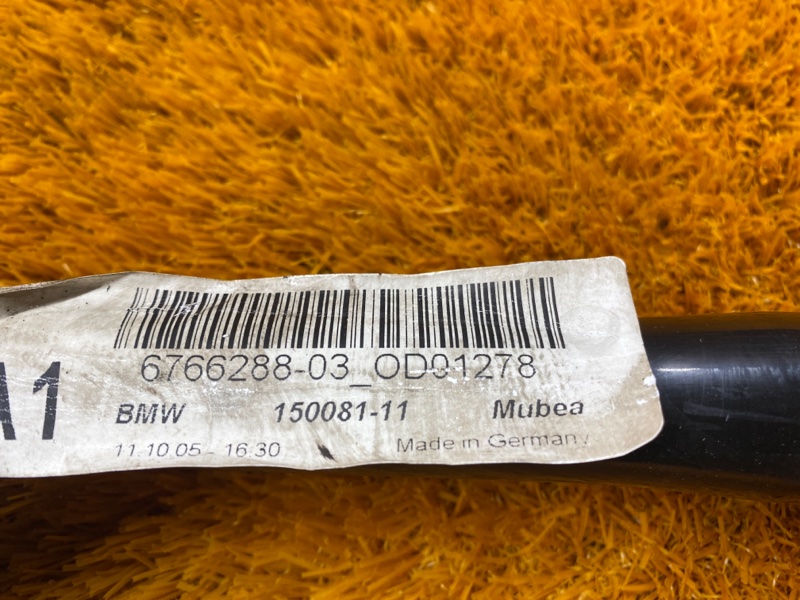 6766288-03_OD01278
A1
BMW 150081-11 Mubea
11.10.05 - 16:30 Made in Germany